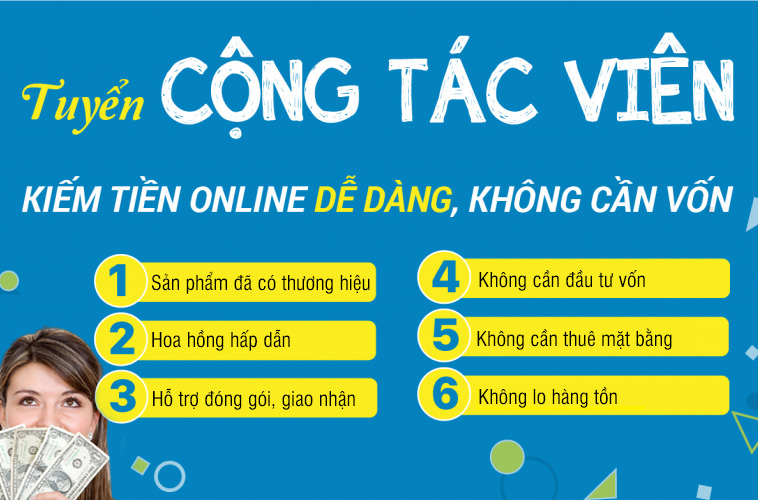 Tuyển CỘNG TÁC VIÊN
KIẾM TIỀN ONLINE DỄ DÀNG, KHÔNG CẦN VỐN
1 Sản phẩm đã có thương hiệu
2 Hoa hồng hấp dẫn
3 Hỗ trợ đóng gói, giao nhận
4 Không cần đầu tư vốn
5 Không cần thuê mặt bằng
6 Không lo hàng tồn